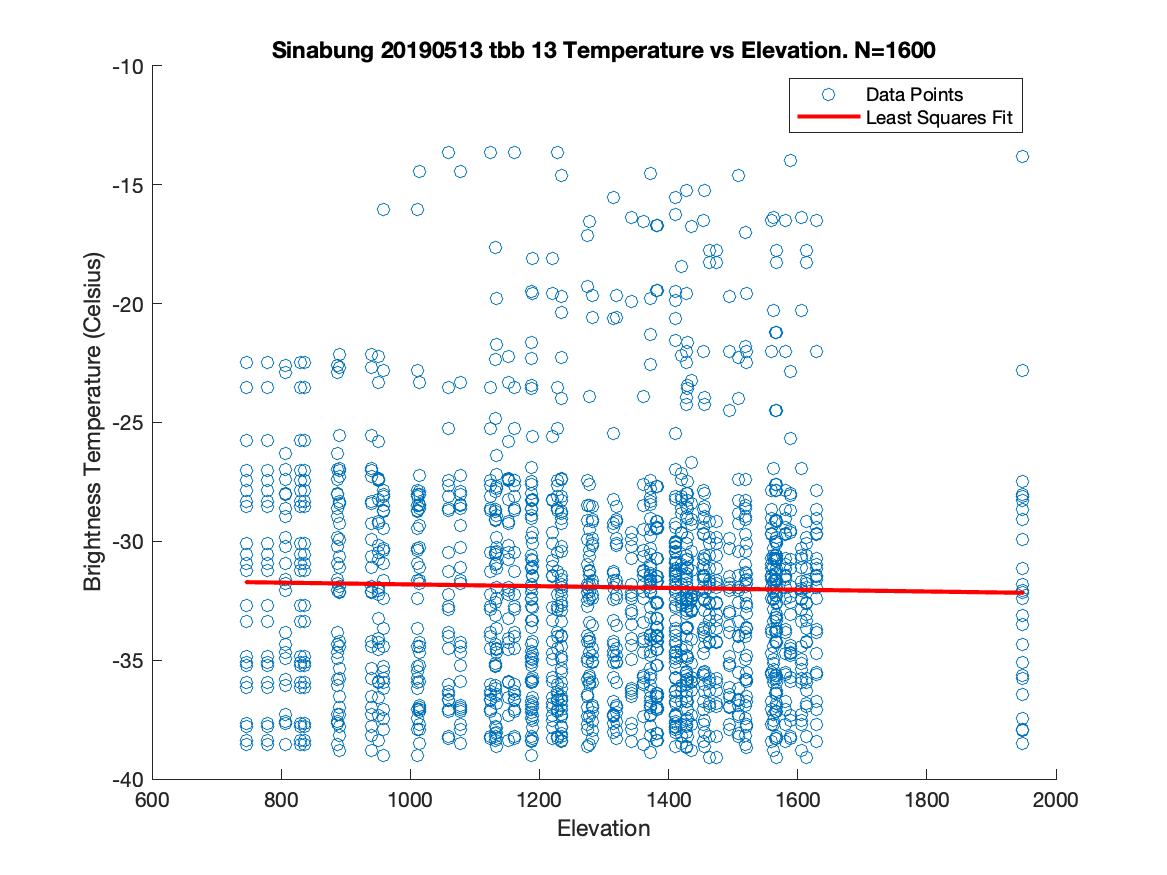 Sinabung 20190513 tbb 13 Temperature vs Elevation. N=1600
Data Points
Least Squares Fit
Brightness Temperature (Celsius)
-10
-15
-20
-25
-30
-35
-40
600 800 1000 1200 1400 1600 1800 2000
Elevation